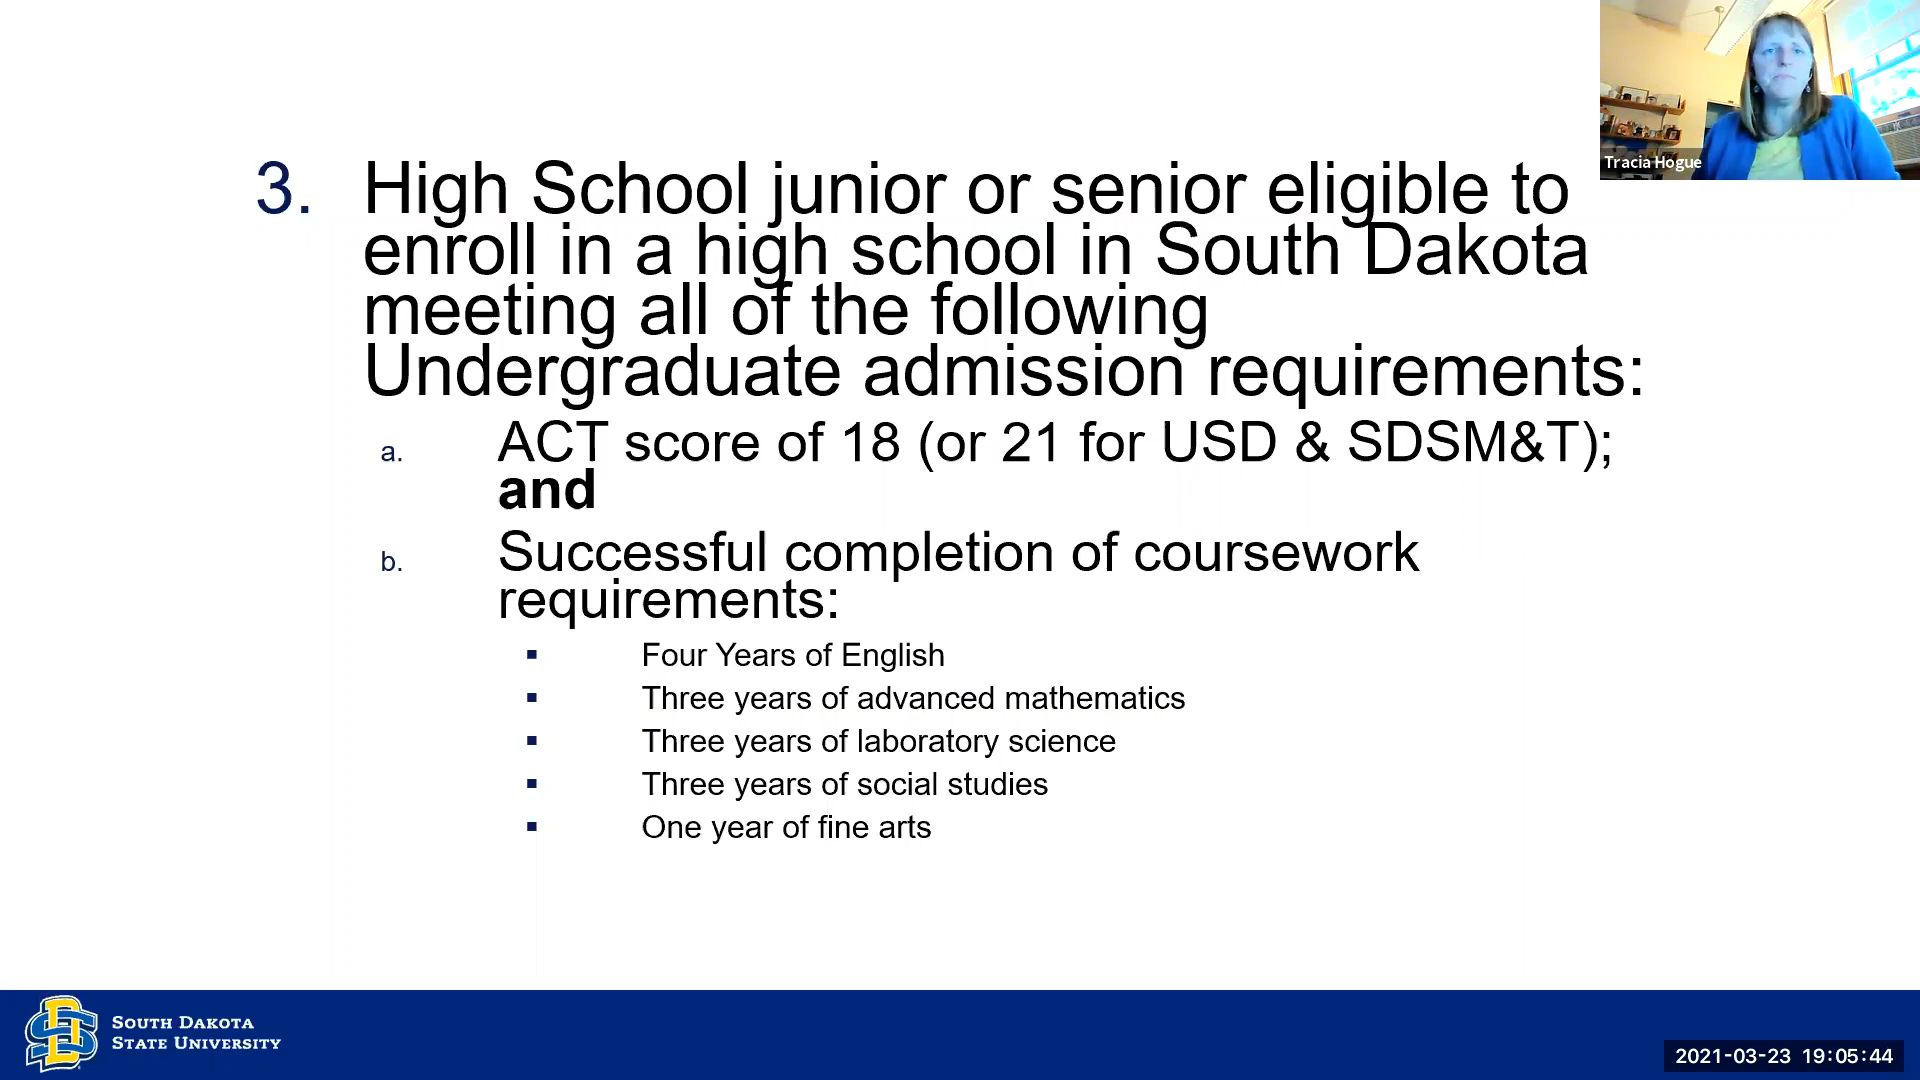 Tracia Hogue
3. High School junior or senior eligible to
enroll in a high school in South Dakota
meeting all of the following
Undergraduate admission requirements:
a. ACT score of 18 (or 21 for USD & SDSM&T);
and
b. Successful completion of coursework
requirements:
▪ Four Years of English
▪ Three years of advanced mathematics
▪ Three years of laboratory science
▪ Three years of social studies
▪ One year of fine arts
South Dakota
State University
2021-03-23 19:05:44